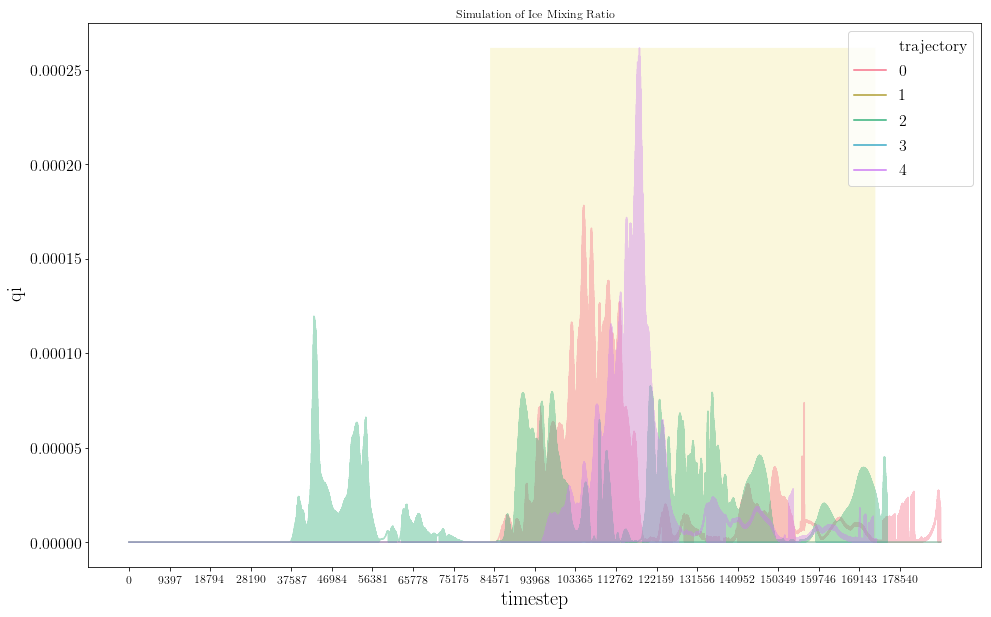 Simulation of Ice Mixing Ratio
trajectory
0
1
2
3
4
qi
0.00025
0.00020
0.00015
0.00010
0.00005
0.00000
0 9397 18794 28190 37587 46984 56381 65778 75175 84571 93968 103365 112762 122159 131556 140952 150349 159746 169143 178540
timestep